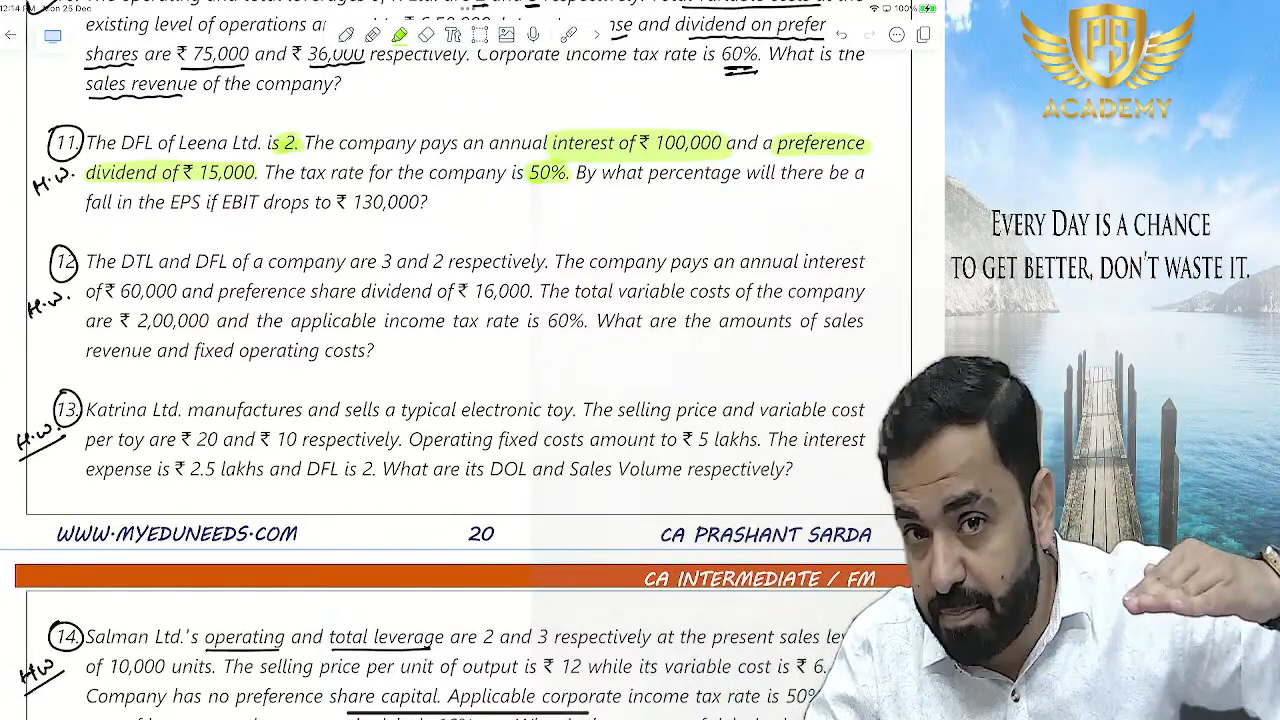 12:14 PM Mon 25 Dec
100%
existing level of operations
se and dividend on prefer
shares are ₹ 75,000 and ₹ 36,000 respectively. Corporate income tax rate is 60%. What is the
sales revenue of the company?
11 The DFL of Leena Ltd. is 2. The company pays an annual interest of ₹ 100,000 and a preference
H.W. dividend of ₹ 15,000. The tax rate for the company is 50%. By what percentage will there be a
fall in the EPS if EBIT drops to ₹ 130,000?
12 The DTL and DFL of a company are 3 and 2 respectively. The company pays an annual interest
H.W. of ₹ 60,000 and preference share dividend of ₹ 16,000. The total variable costs of the company
are ₹ 2,00,000 and the applicable income tax rate is 60%. What are the amounts of sales
revenue and fixed operating costs?
13. Katrina Ltd. manufactures and sells a typical electronic toy. The selling price and variable cost
H.W. per toy are ₹ 20 and ₹ 10 respectively. Operating fixed costs amount to ₹ 5 lakhs. The interest
expense is ₹ 2.5 lakhs and DFL is 2. What are its DOL and Sales Volume respectively?
WWW.MYEDUNEEDS.COM 20 CA PRASHANT SARDA
CA INTERMEDIATE / FM
14. Salman Ltd.'s operating and total leverage are 2 and 3 respectively at the present sales
HW of 10,000 units. The selling price per unit of output is ₹ 12 while its variable cost is ₹ 6.
Company has no preference share capital. Applicable corporate income tax rate is 50%
PS
ACADEMY
EVERY DAY IS A CHANCE
TO GET BETTER, DON'T WASTE IT.